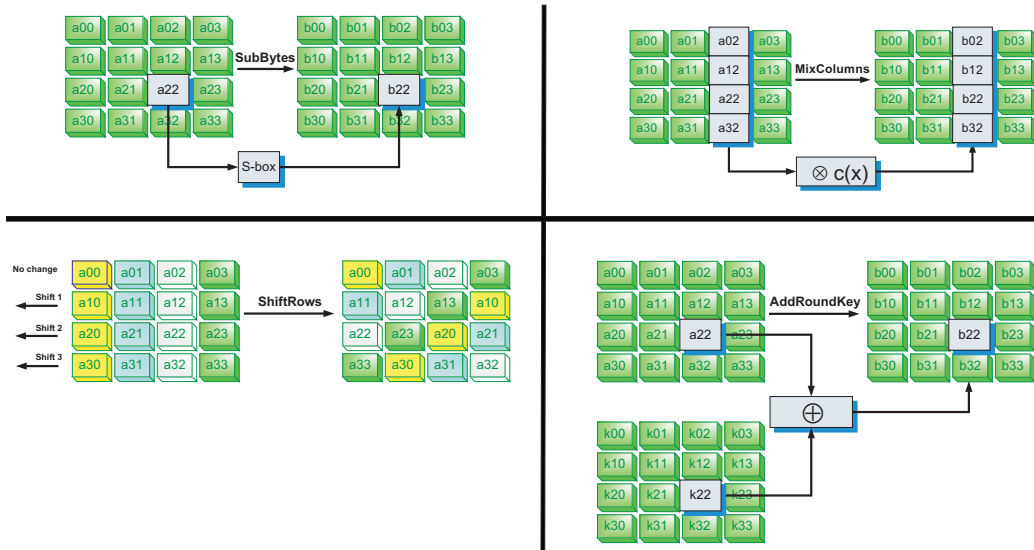 a00 a01 a02 a03
a10 a11 a12 a13
a20 a21 a22 a23
a30 a31 a32 a33
SubBytes
b00 b01 b02 b03
b10 b11 b12 b13
b20 b21 b22 b23
b30 b31 b32 b33
S-box
a00 a01 a02 a03
a10 a11 a12 a13
a20 a21 a22 a23
a30 a31 a32 a33
MixColumns
b00 b01 b02 b03
b10 b11 b12 b13
b20 b21 b22 b23
b30 b31 b32 b33
⊗ c(x)
No change a00 a01 a02 a03
Shift 1 a10 a11 a12 a13
Shift 2 a20 a21 a22 a23
Shift 3 a30 a31 a32 a33
ShiftRows
a00 a01 a02 a03
a11 a12 a13 a10
a22 a23 a20 a21
a33 a30 a31 a32
a00 a01 a02 a03
a10 a11 a12 a13
a20 a21 a22 a23
a30 a31 a32 a33
AddRoundKey
b00 b01 b02 b03
b10 b11 b12 b13
b20 b21 b22 b23
b30 b31 b32 b33
⊕
k00 k01 k02 k03
k10 k11 k12 k13
k20 k21 k22 k23
k30 k31 k32 k33